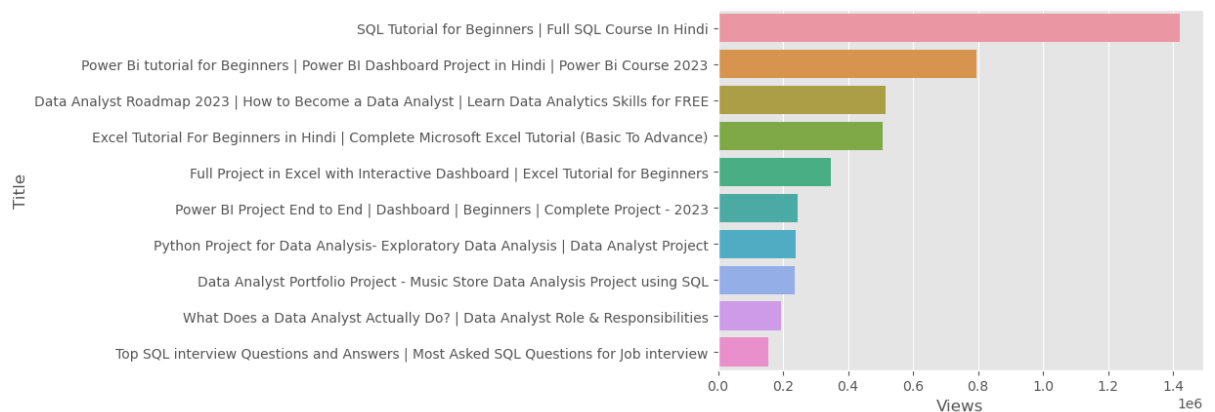 SQL Tutorial for Beginners | Full SQL Course In Hindi
Power Bi tutorial for Beginners | Power BI Dashboard Project in Hindi | Power Bi Course 2023
Data Analyst Roadmap 2023 | How to Become a Data Analyst | Learn Data Analytics Skills for FREE
Excel Tutorial For Beginners in Hindi | Complete Microsoft Excel Tutorial (Basic To Advance)
Full Project in Excel with Interactive Dashboard | Excel Tutorial for Beginners
Title
Power BI Project End to End | Dashboard | Beginners | Complete Project - 2023
Python Project for Data Analysis- Exploratory Data Analysis | Data Analyst Project
Data Analyst Portfolio Project - Music Store Data Analysis Project using SQL
What Does a Data Analyst Actually Do? | Data Analyst Role & Responsibilities
Top SQL interview Questions and Answers | Most Asked SQL Questions for Job interview
0.0 0.2 0.4 0.6 0.8 1.0 1.2 1.4
1e6
Views